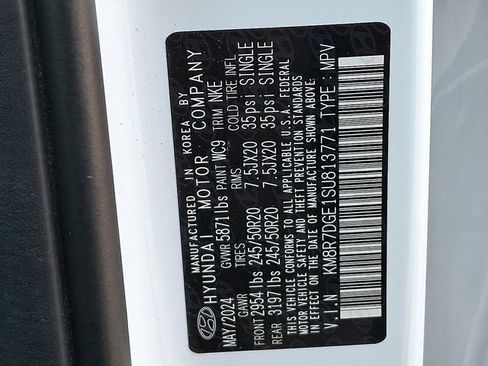 MANUFACTURED IN KOREA BY
HYUNDAI MOTOR COMPANY
MAY/2024 GVWR 5871lbs PAINT WC9 TRIM NKE
GAWR TIRES RIMS COLD TIRE INFL
FRONT 2954lbs 245/50R20 7.5JX20 35psi SINGLE
REAR 3197lbs 245/50R20 7.5JX20 35psi SINGLE
THIS VEHICLE CONFORMS TO ALL APPLICABLE U.S.A. FEDERAL
MOTOR VEHICLE SAFETY AND THEFT PREVENTION STANDARDS
IN EFFECT ON THE DATE OF MANUFACTURE SHOWN ABOVE.
V.I.N : KM8R7DGE1SU813771 TYPE : MPV